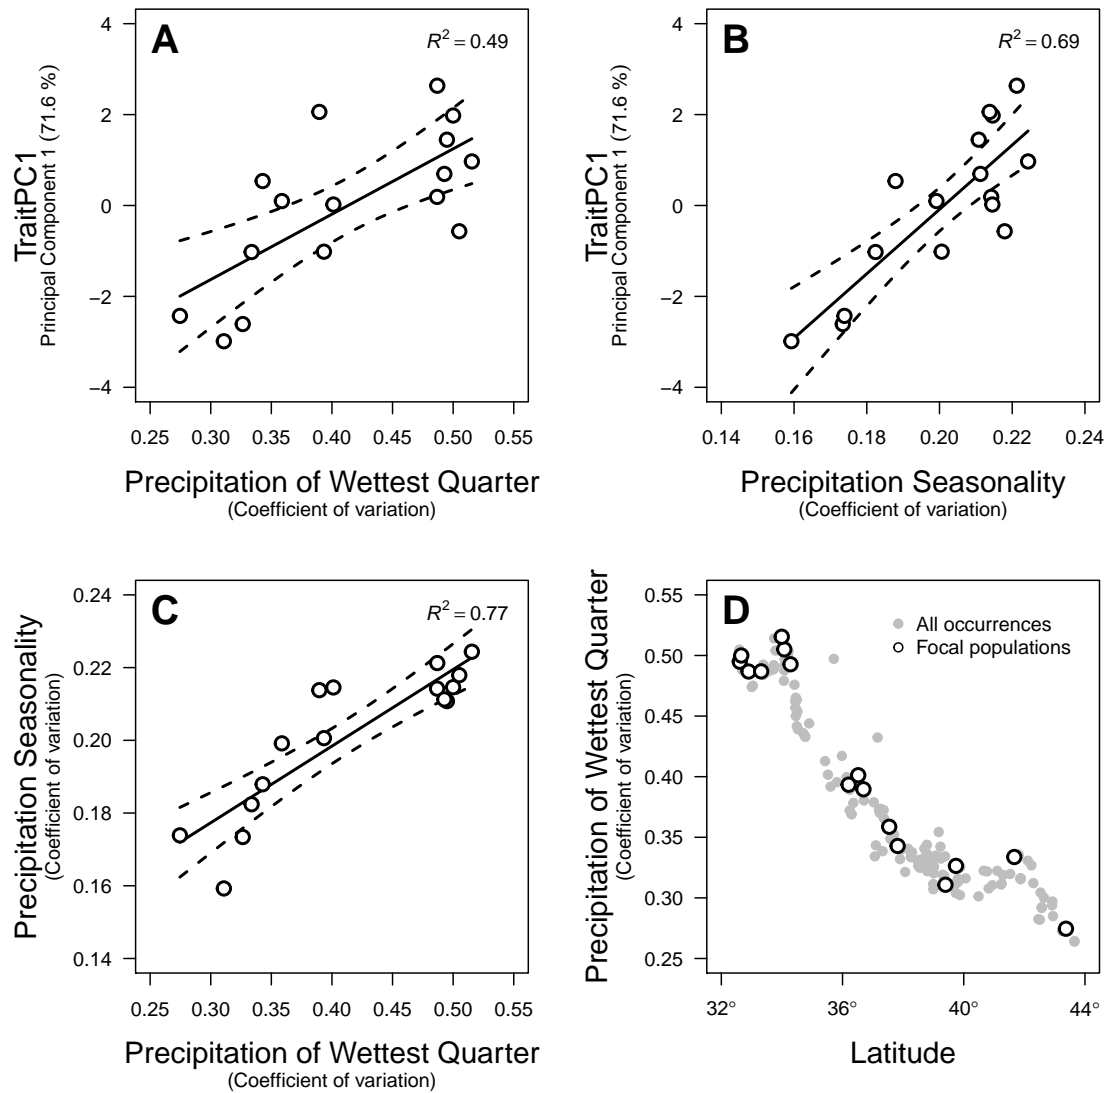 A
R² = 0.49
TraitPC1
Principal Component 1 (71.6 %)
4
2
0
−2
−4
0.25 0.30 0.35 0.40 0.45 0.50 0.55
Precipitation of Wettest Quarter
(Coefficient of variation)
B
R² = 0.69
TraitPC1
Principal Component 1 (71.6 %)
4
2
0
−2
−4
0.14 0.16 0.18 0.20 0.22 0.24
Precipitation Seasonality
(Coefficient of variation)
C
R² = 0.77
Precipitation Seasonality
(Coefficient of variation)
0.24
0.22
0.20
0.18
0.16
0.14
0.25 0.30 0.35 0.40 0.45 0.50 0.55
Precipitation of Wettest Quarter
(Coefficient of variation)
D
All occurrences
Focal populations
Precipitation of Wettest Quarter
(Coefficient of variation)
0.55
0.50
0.45
0.40
0.35
0.30
0.25
32° 36° 40° 44°
Latitude